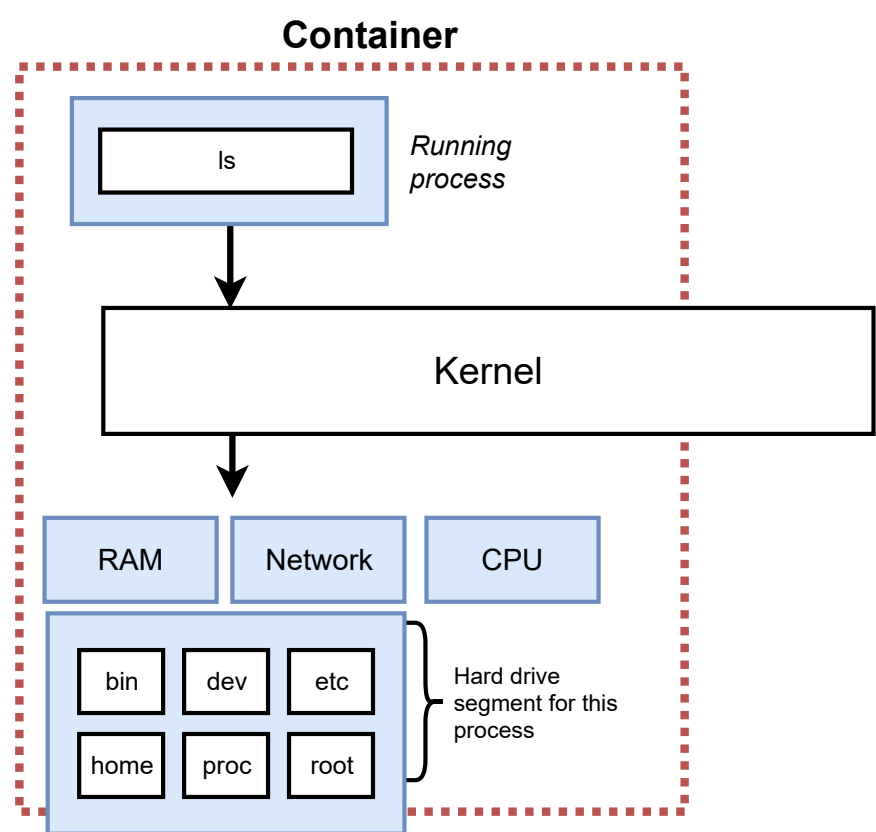 Container
ls
Running
process
Kernel
RAM
Network
CPU
bin
dev
etc
home
proc
root
Hard drive
segment for this
process